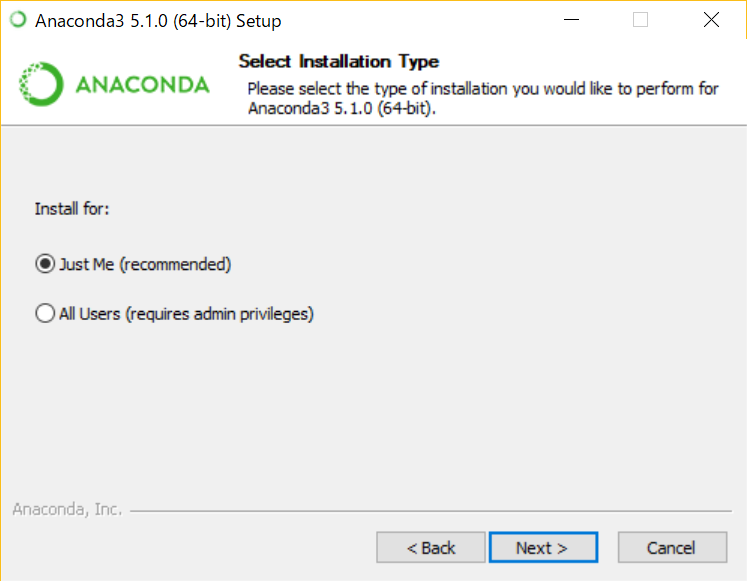 Anaconda3 5.1.0 (64-bit) Setup
ANACONDA
Select Installation Type
Please select the type of installation you would like to perform for
Anaconda3 5.1.0 (64-bit).
Install for:
Just Me (recommended)
All Users (requires admin privileges)
Anaconda, Inc.
< Back
Next >
Cancel